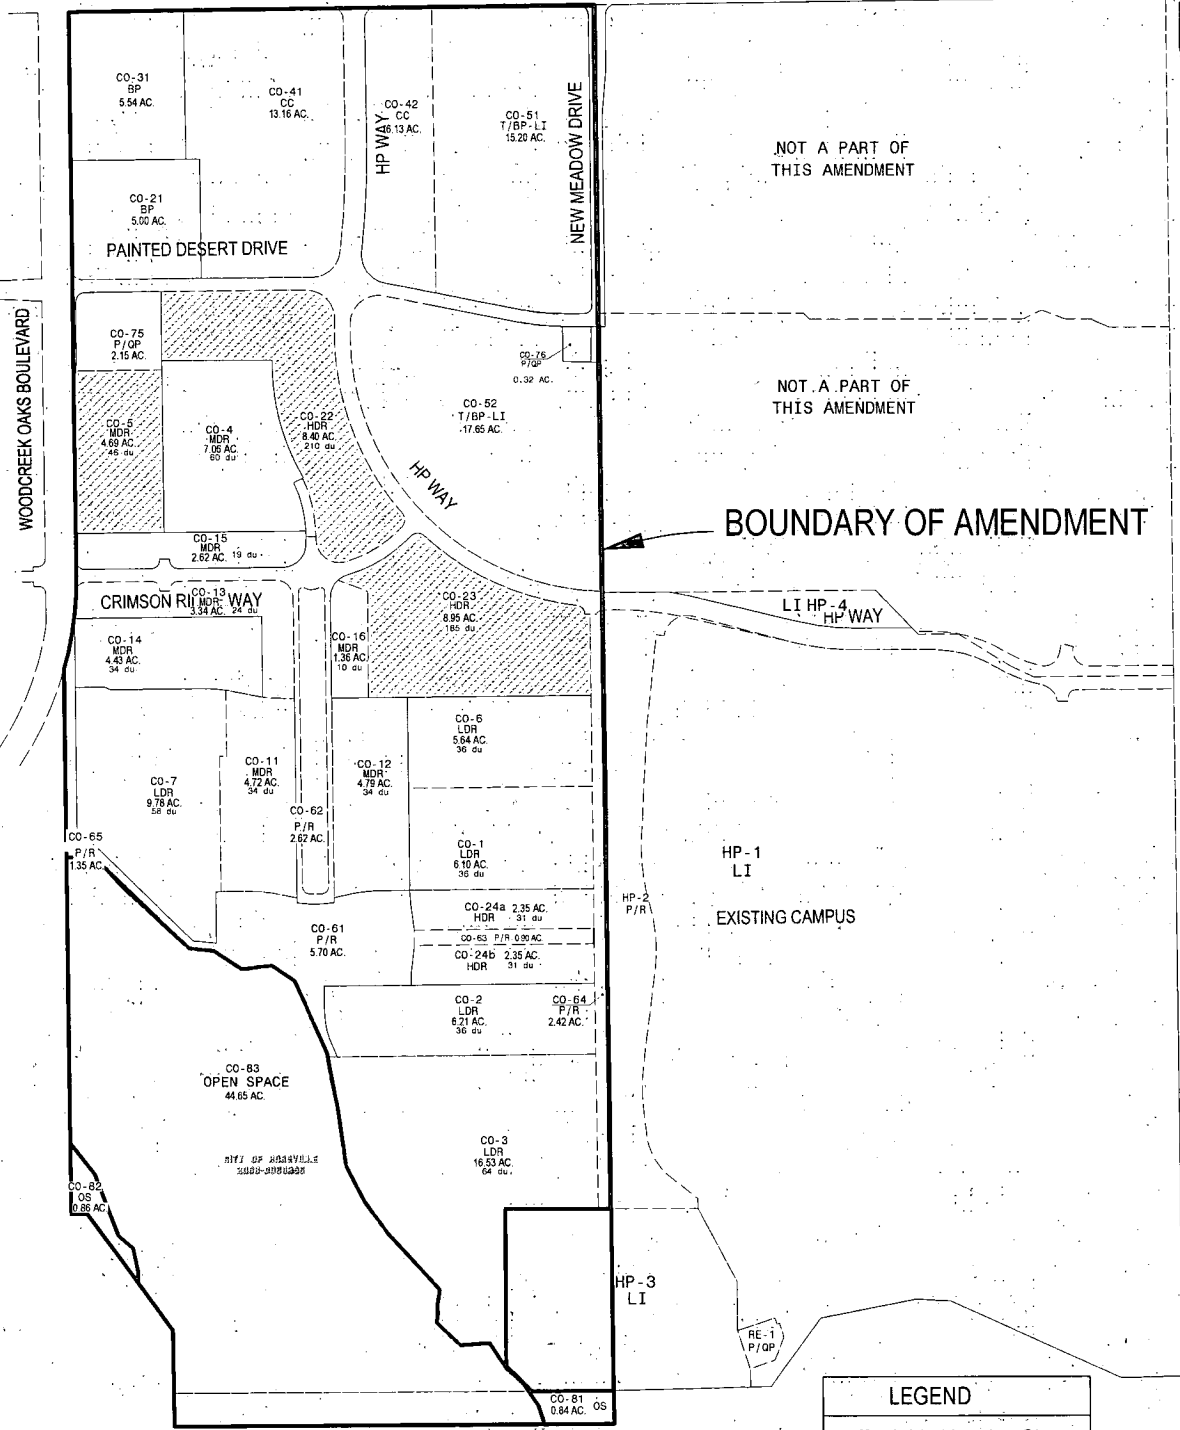 CO-31
BP
5.54 AC.
CO-41
CC
13.16 AC.
HP WAY
CO-42
CC
6.13 AC.
CO-51
T/BP-LI
15.20 AC.
NEW MEADOW DRIVE
NOT A PART OF
THIS AMENDMENT
CO-21
BP
5.00 AC.
PAINTED DESERT DRIVE
WOODCREEK OAKS BOULEVARD
CO-75
P/QP
2.15 AC.
CO-76
P/QP
0.32 AC.
CO-52
T/BP-LI
17.65 AC.
NOT A PART OF
THIS AMENDMENT
CO-5
MDR
4.69 AC.
46 du
CO-4
MDR
7.06 AC.
60 du
CO-22
HDR
8.40 AC.
210 du
HP WAY
BOUNDARY OF AMENDMENT
CO-15
MDR
2.62 AC. 19 du
CO-13
MDR
3.34 AC. 24 du
CRIMSON RI WAY
CO-23
HDR
8.95 AC.
185 du
LI HP-4
HP WAY
CO-14
MDR
4.43 AC.
34 du
CO-16
MDR
1.36 AC.
10 du
CO-6
LDR
5.64 AC.
36 du
CO-7
LDR
9.78 AC.
58 du
CO-11
MDR
4.72 AC.
34 du
CO-12
MDR
4.79 AC.
34 du
CO-62
P/R
2.62 AC.
CO-65
P/R
1.35 AC.
CO-1
LDR
6.10 AC.
36 du
HP-1
LI
EXISTING CAMPUS
HP-2
P/R
CO-24a 2.35 AC.
HDR 31 du
CO-63 P/R 0.90 AC.
CO-24b 2.35 AC.
HDR 31 du
CO-61
P/R
5.70 AC.
CO-2
LDR
6.21 AC.
36 du
CO-64
P/R
2.42 AC.
CO-83
OPEN SPACE
44.65 AC.
CO-3
LDR
16.53 AC.
64 du
CITY OF ROSEVILLE
CO-82
OS
0.86 AC
HP-3
LI
RE-1
P/QP
CO-81 OS
0.84 AC.
LEGEND